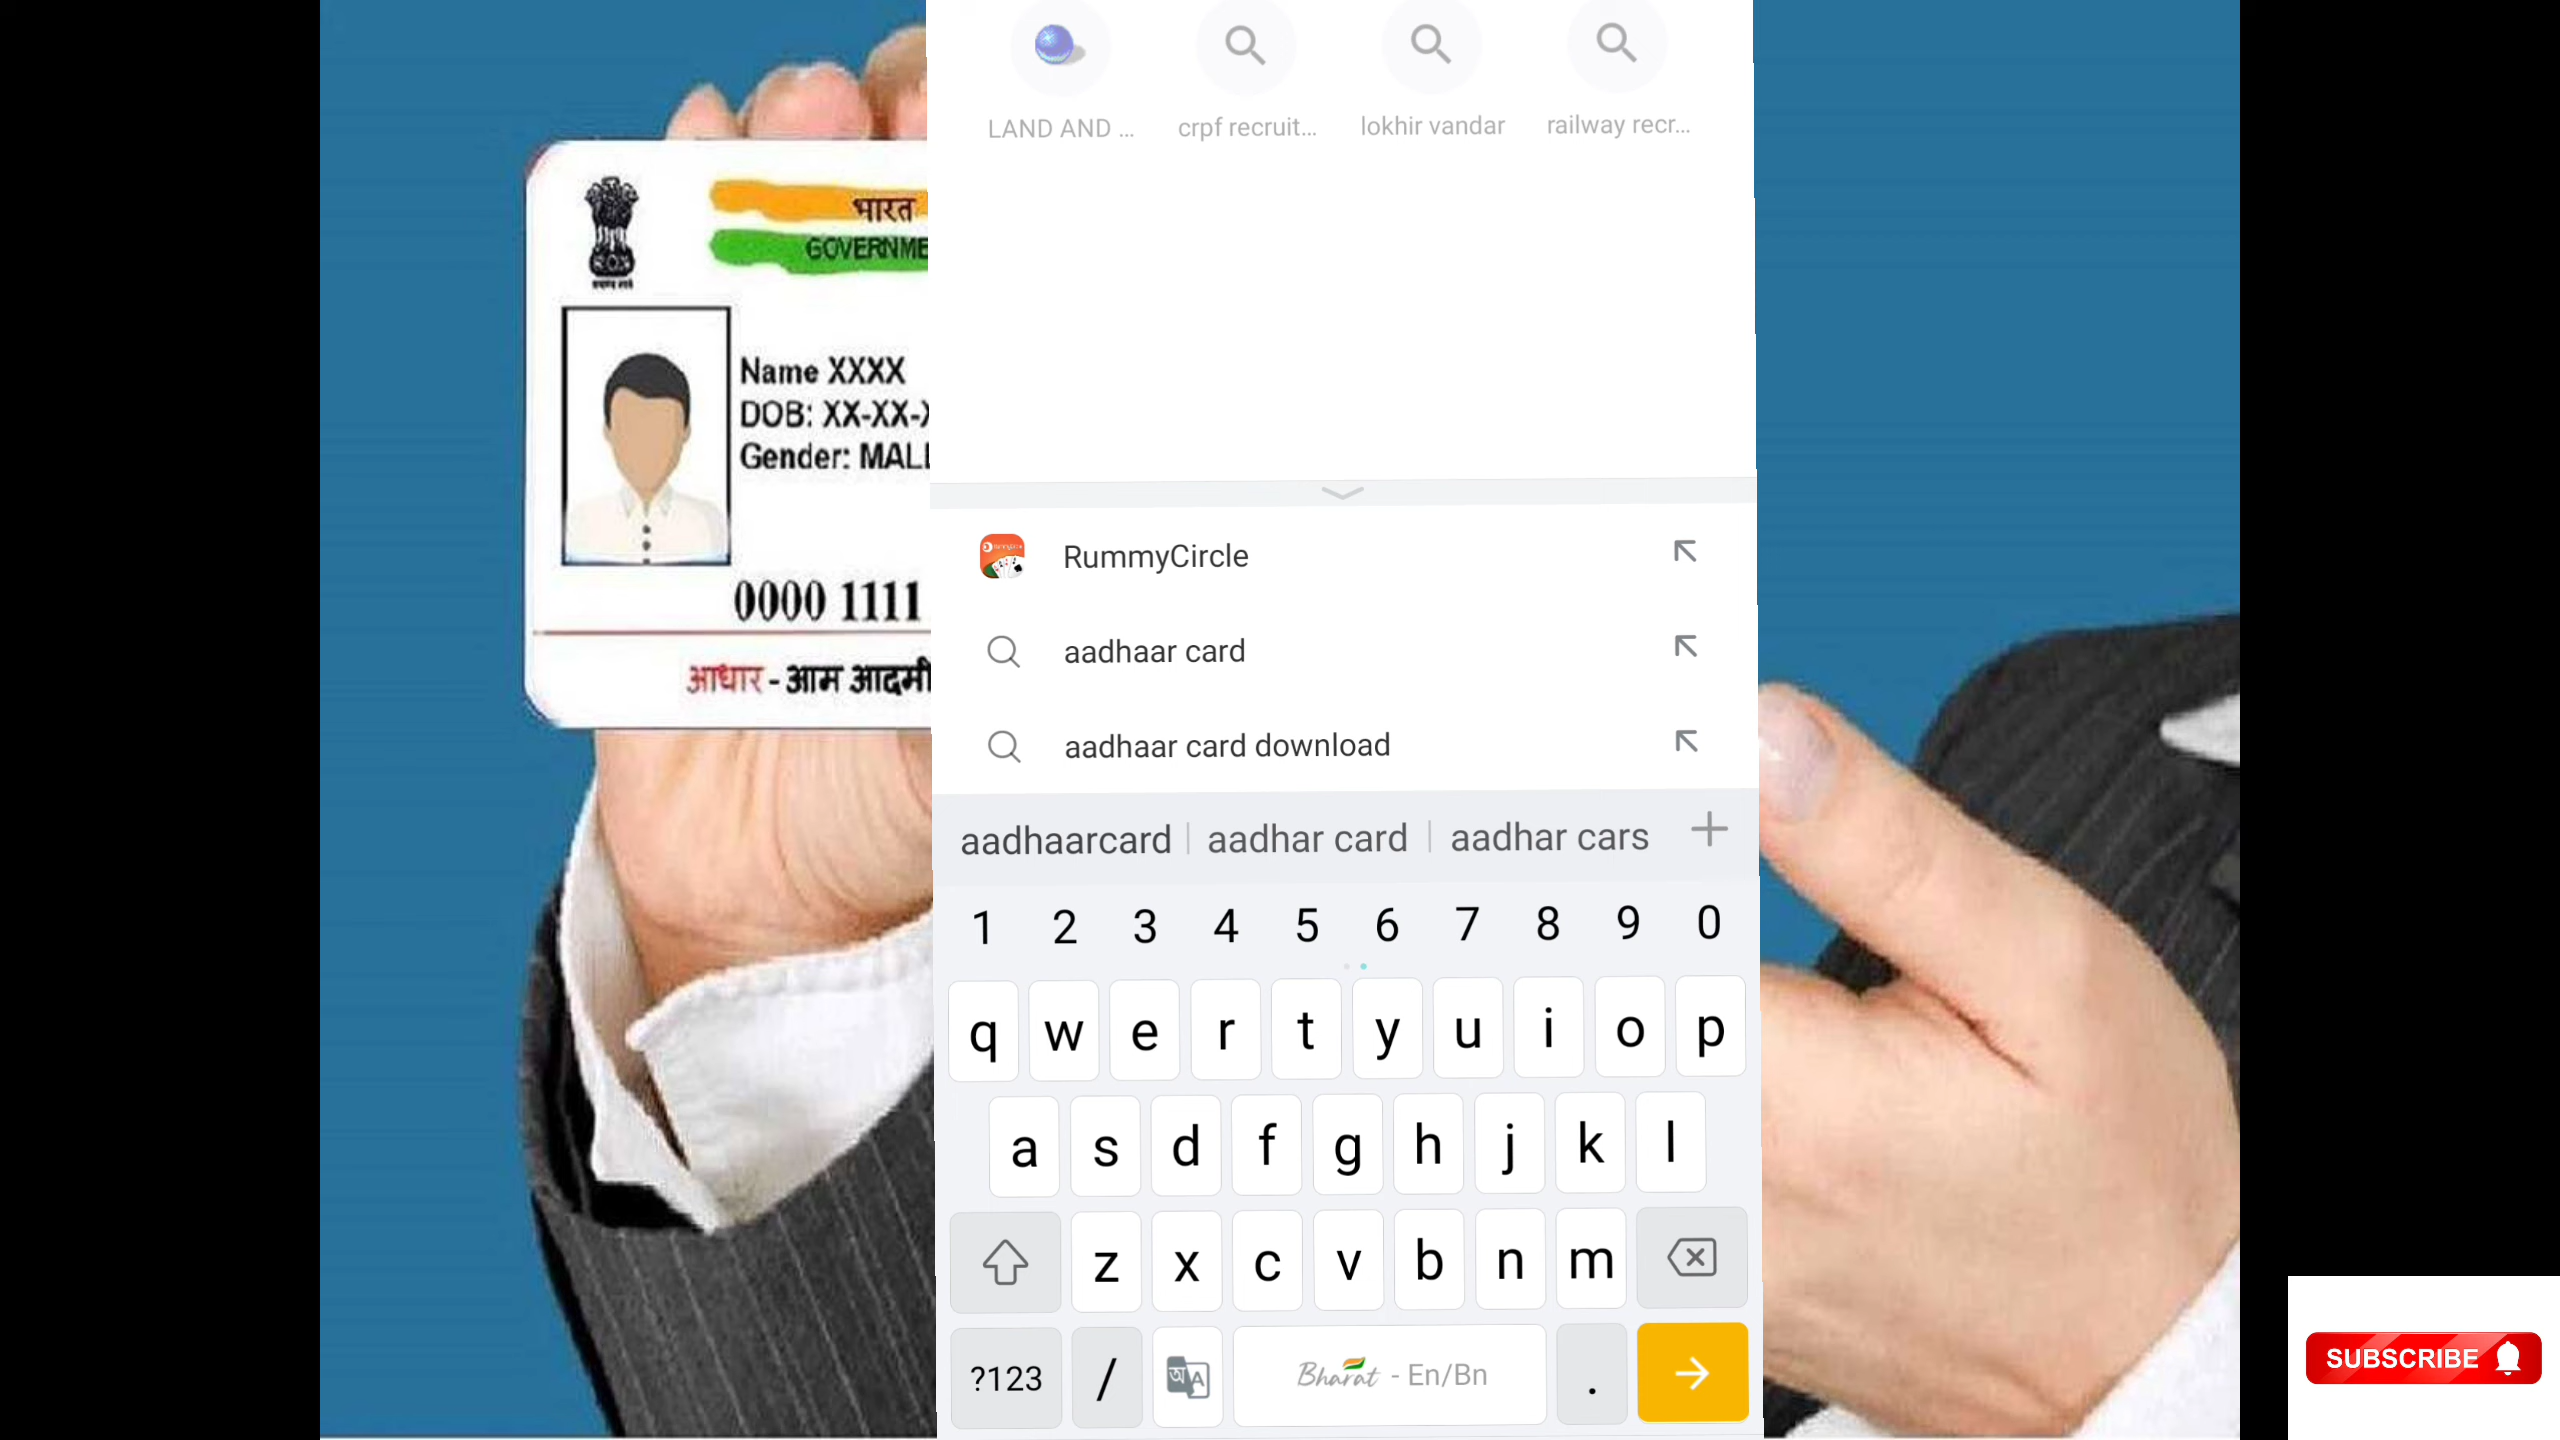 LAND AND ...
crpf recruit...
lokhir vandar
railway recr...
भारत
GOVERNME
Name XXXX
DOB: XX-XX-X
Gender: MALE
0000 1111
आधार - आम आदमी
RummyCircle
aadhaar card
aadhaar card download
aadhaarcard
aadhar card
aadhar cars
1 2 3 4 5 6 7 8 9 0
q w e r t y u i o p
a s d f g h j k l
z x c v b n m
?123 / অ A Bharat - En/Bn .
SUBSCRIBE